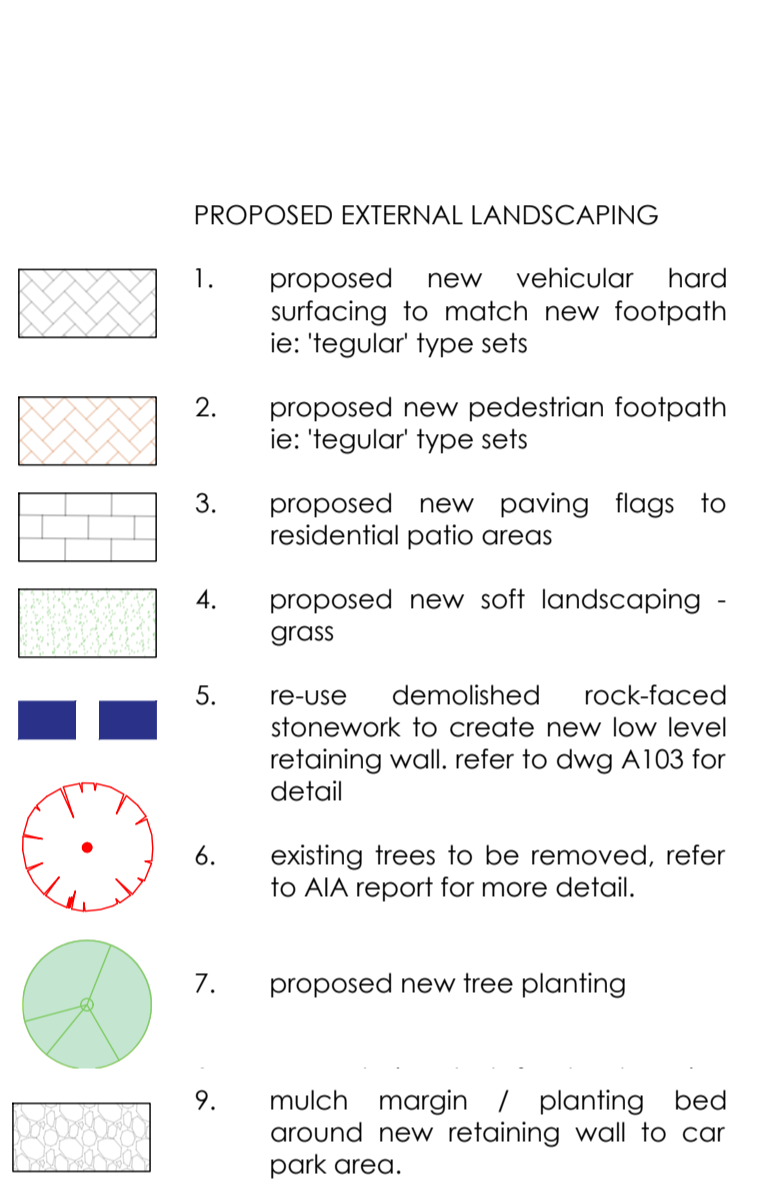 PROPOSED EXTERNAL LANDSCAPING
1. proposed new vehicular hard
surfacing to match new footpath
ie: 'tegular' type sets
2. proposed new pedestrian footpath
ie: 'tegular' type sets
3. proposed new paving flags to
residential patio areas
4. proposed new soft landscaping -
grass
5. re-use demolished rock-faced
stonework to create new low level
retaining wall. refer to dwg A103 for
detail
6. existing trees to be removed, refer
to AIA report for more detail.
7. proposed new tree planting
9. mulch margin / planting bed
around new retaining wall to car
park area.